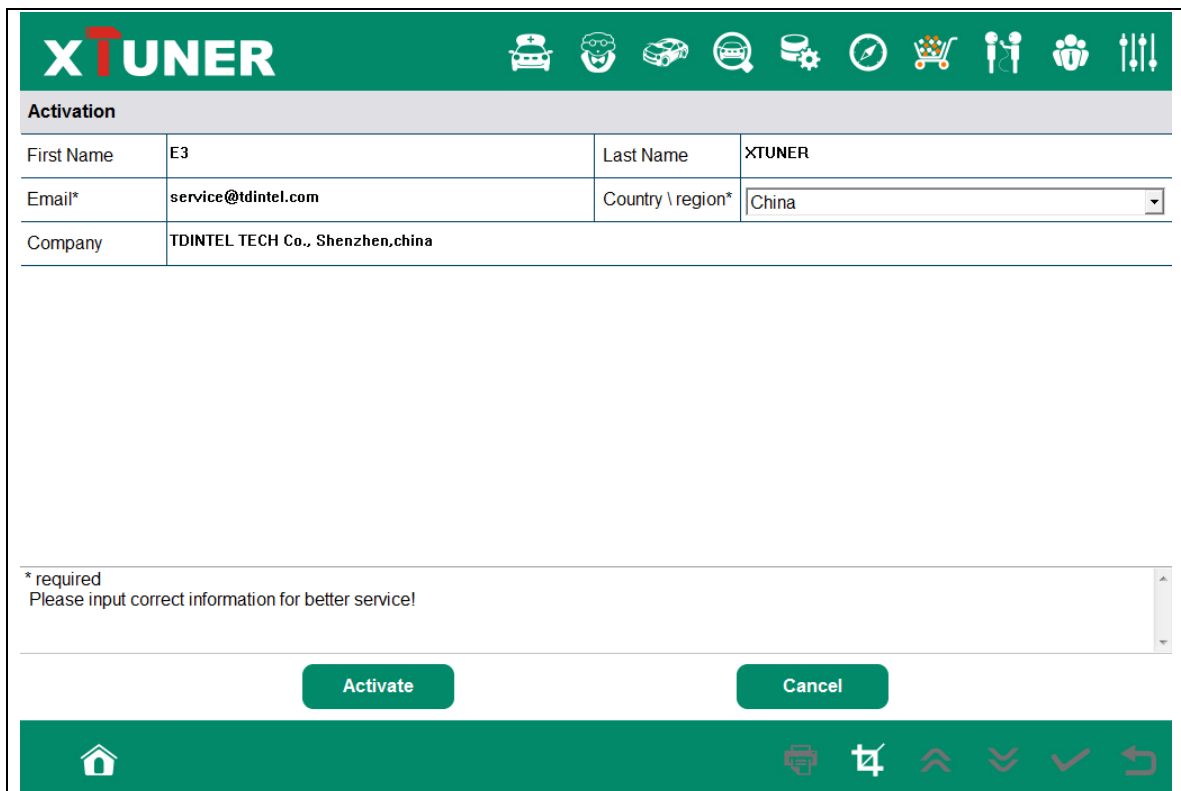 XTUNER
Activation
First Name E3 Last Name XTUNER
Email* service@tdintel.com Country \ region* China
Company TDINTEL TECH Co., Shenzhen,china
* required
Please input correct information for better service!
Activate Cancel